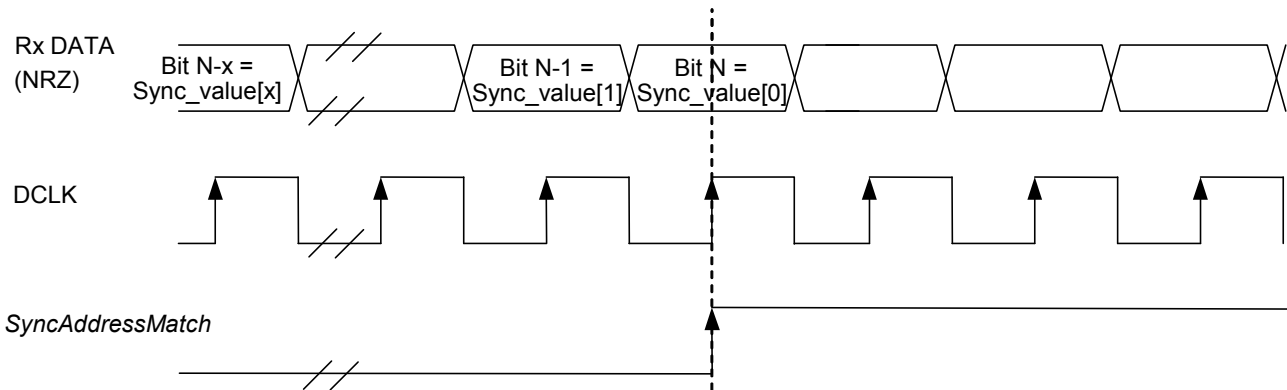 Rx DATA
(NRZ)
Bit N-x =
Sync_value[x]
Bit N-1 =
Sync_value[1]
Bit N =
Sync_value[0]
DCLK
SyncAddressMatch